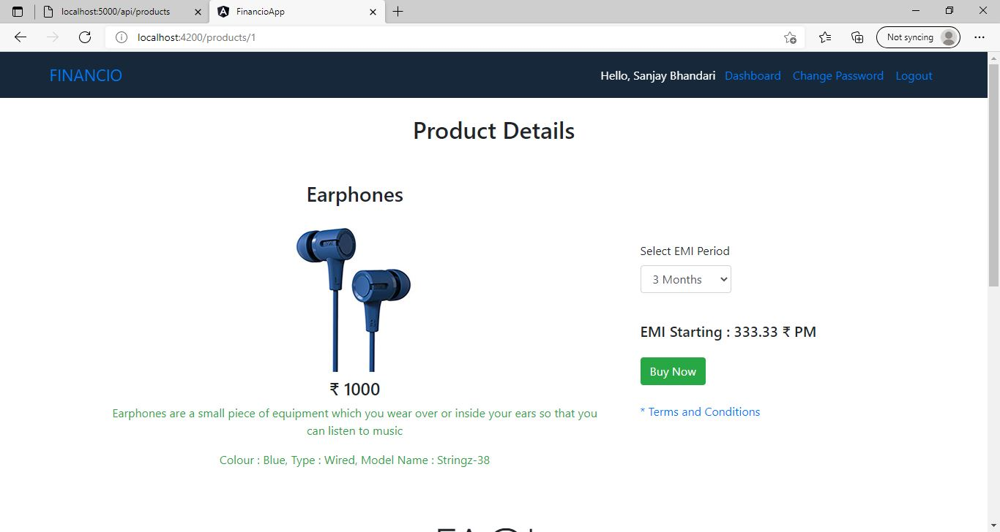 localhost:5000/api/products
FinancioApp
localhost:4200/products/1
Not syncing
FINANCIO
Hello, Sanjay Bhandari Dashboard Change Password Logout
Product Details
Earphones
₹ 1000
Earphones are a small piece of equipment which you wear over or inside your ears so that you
can listen to music
Colour : Blue, Type : Wired, Model Name : Stringz-38
Select EMI Period
3 Months
EMI Starting : 333.33 ₹ PM
Buy Now
* Terms and Conditions